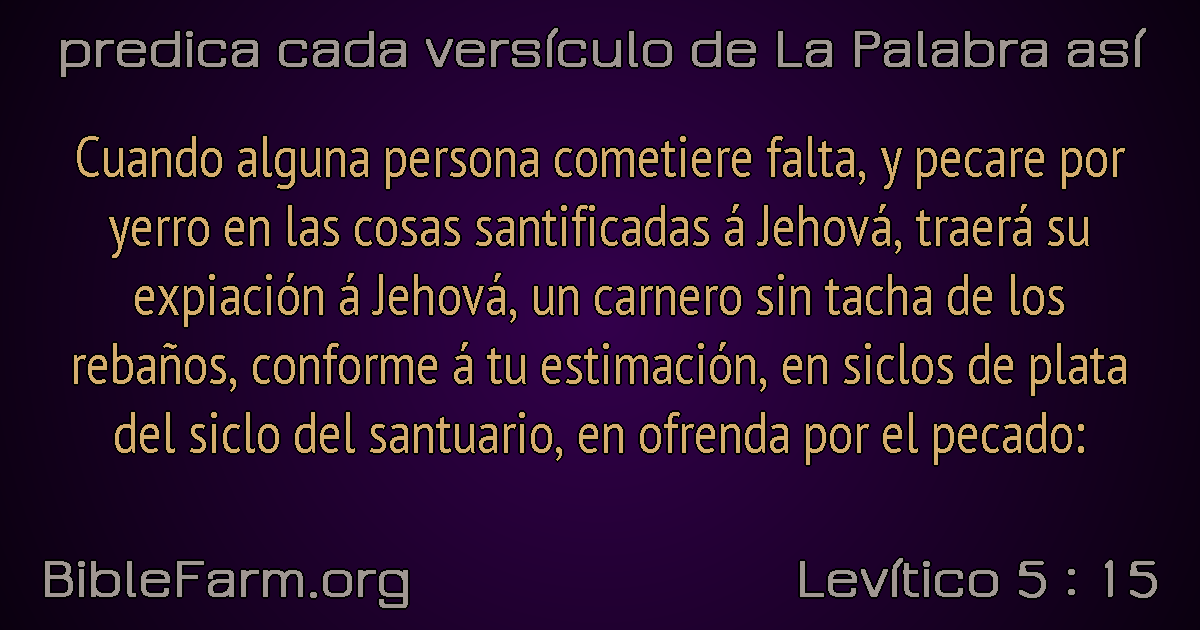 predica cada versículo de La Palabra así
Cuando alguna persona cometiere falta, y pecare por
yerro en las cosas santificadas á Jehová, traerá su
expiación á Jehová, un carnero sin tacha de los
rebaños, conforme á tu estimación, en siclos de plata
del siclo del santuario, en ofrenda por el pecado:
BibleFarm.org
Levítico 5 : 15